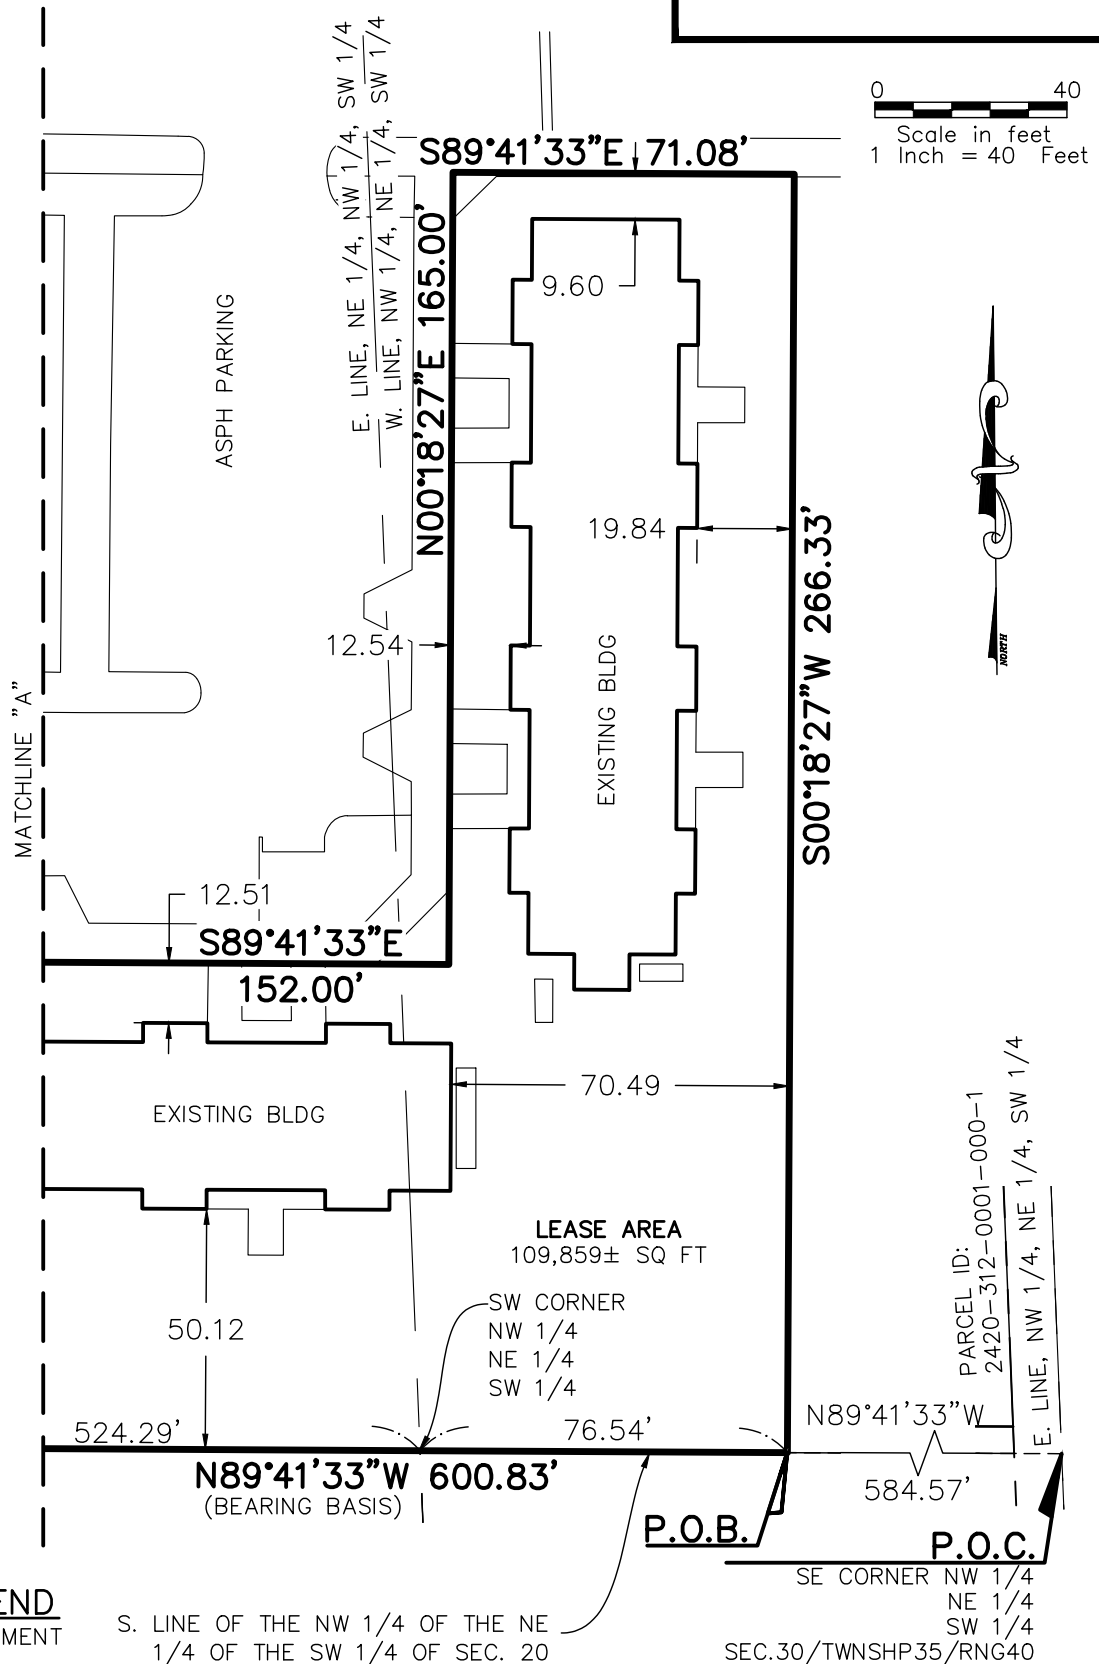 0 40
Scale in feet
1 Inch = 40 Feet
S89°41'33"E 71.08'
E. LINE, NE 1/4, NW 1/4, SW 1/4
W. LINE, NW 1/4, NE 1/4, SW 1/4
N00°18'27"E 165.00'
ASPH PARKING
9.60
19.84
12.54
EXISTING BLDG
S00°18'27"W 266.33'
NORTH
MATCHLINE "A"
12.51
S89°41'33"E
152.00'
70.49
EXISTING BLDG
LEASE AREA
109,859± SQ FT
SW CORNER
NW 1/4
NE 1/4
SW 1/4
50.12
PARCEL ID:
2420-312-0001-000-1
E. LINE, NW 1/4, NE 1/4, SW 1/4
524.29'
76.54'
N89°41'33"W
N89°41'33"W 600.83'
(BEARING BASIS)
584.57'
P.O.B.
P.O.C.
SE CORNER NW 1/4
NE 1/4
SW 1/4
SEC.30/TWNSHP35/RNG40
END
MENT
S. LINE OF THE NW 1/4 OF THE NE
1/4 OF THE SW 1/4 OF SEC. 20